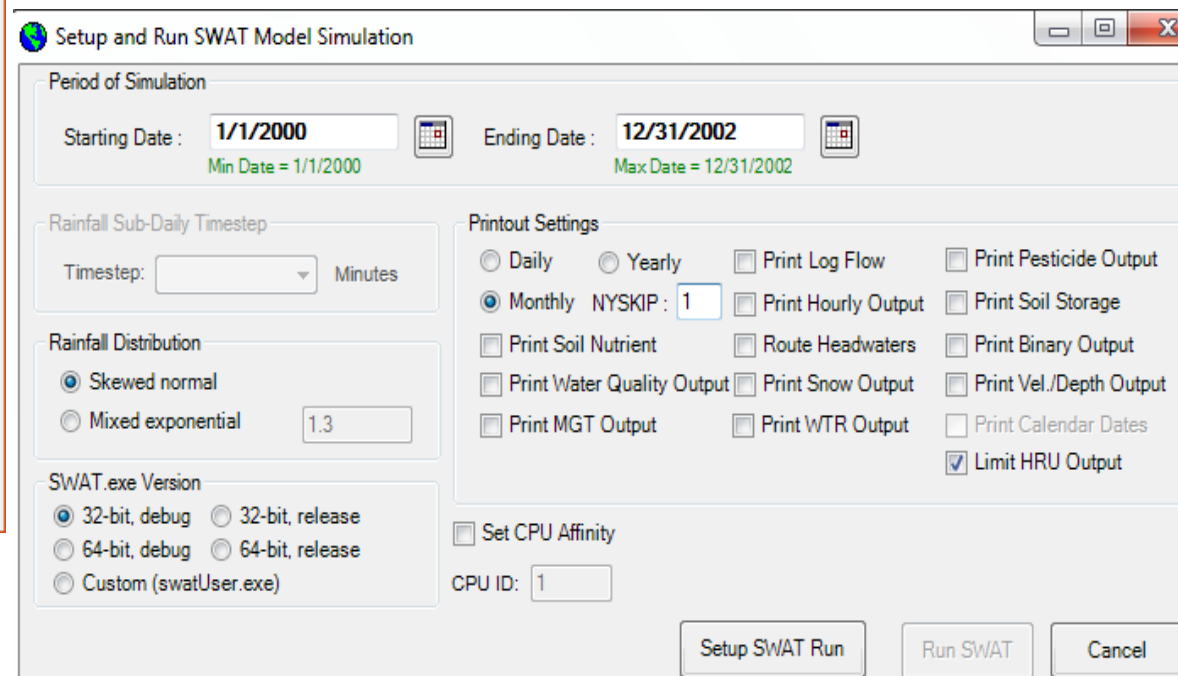 Setup and Run SWAT Model Simulation
Period of Simulation
Starting Date : 1/1/2000 Ending Date : 12/31/2002
Min Date = 1/1/2000 Max Date = 12/31/2002
Rainfall Sub-Daily Timestep
Timestep: Minutes
Rainfall Distribution
Skewed normal
Mixed exponential 1.3
SWAT.exe Version
32-bit, debug 32-bit, release
64-bit, debug 64-bit, release
Custom (swatUser.exe)
Printout Settings
Daily Yearly Print Log Flow Print Pesticide Output
Monthly NYSKIP : 1 Print Hourly Output Print Soil Storage
Print Soil Nutrient Route Headwaters Print Binary Output
Print Water Quality Output Print Snow Output Print Vel./Depth Output
Print MGT Output Print WTR Output Print Calendar Dates
Limit HRU Output
Set CPU Affinity
CPU ID: 1
Setup SWAT Run Run SWAT Cancel